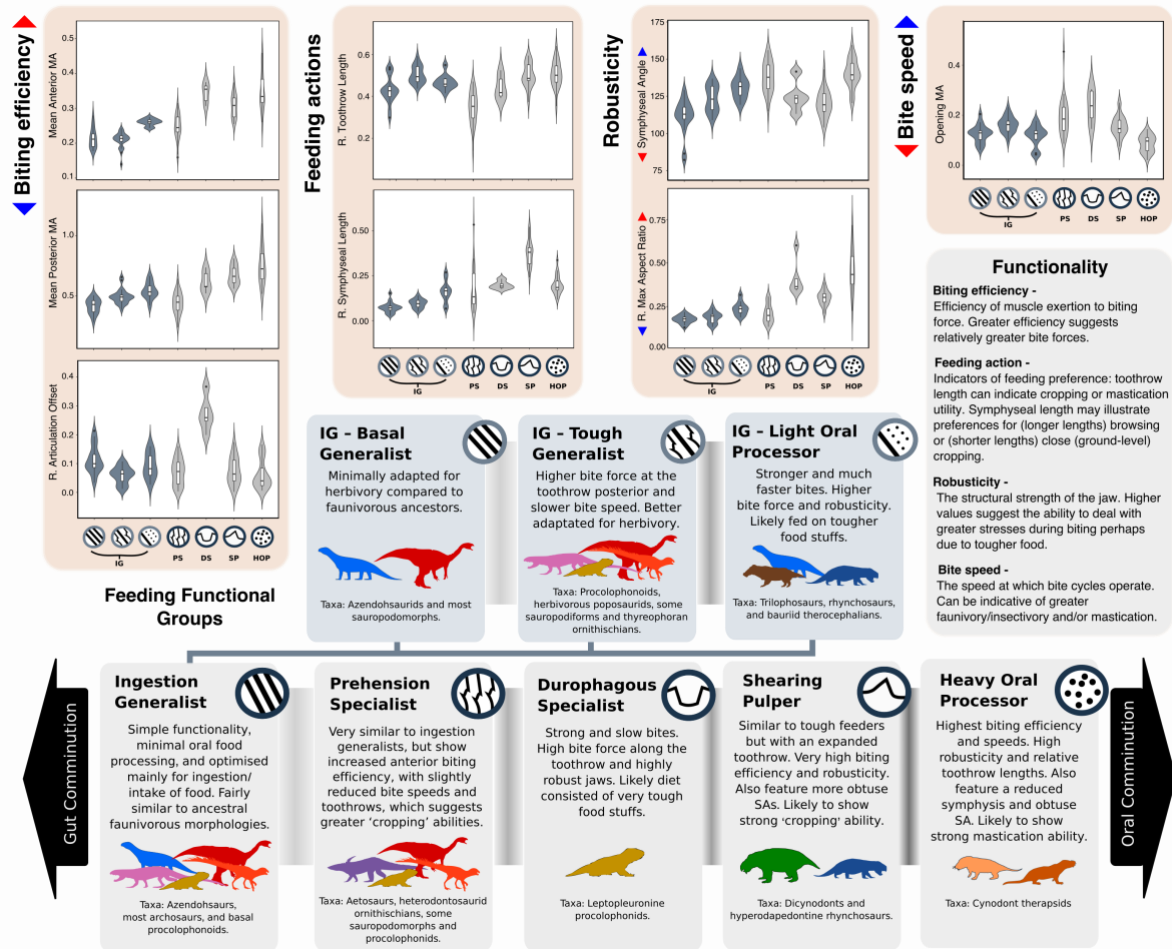 Biting efficiency
Mean Anterior MA
0.5
0.4
0.3
0.2
0.1
Mean Posterior MA
1.0
0.5
R. Articulation Offset
0.4
0.3
0.2
0.1
0.0
IG
PS
DS
SP
HOP
Feeding actions
R. Toothrow Length
0.6
0.4
0.2
R. Symphyseal Length
0.50
0.25
0.00
IG
PS
DS
SP
HOP
Robusticity
Symphyseal Angle
175
150
125
100
75
R. Max Aspect Ratio
0.75
0.50
0.25
0.00
IG
PS
DS
SP
HOP
Bite speed
Opening MA
0.4
0.2
0.0
IG
PS
DS
SP
HOP
Functionality
Biting efficiency -
Efficiency of muscle exertion to biting
force. Greater efficiency suggests
relatively greater bite forces.
Feeding action -
Indicators of feeding preference: toothrow
length can indicate cropping or mastication
utility. Symphyseal length may illustrate
preferences for (longer lengths) browsing
or (shorter lengths) close (ground-level)
cropping.
Robusticity -
The structural strength of the jaw. Higher
values suggest the ability to deal with
greater stresses during biting perhaps
due to tougher food.
Bite speed -
The speed at which bite cycles operate.
Can be indicative of greater
faunivory/insectivory and/or mastication.
Feeding Functional
Groups
IG – Basal
Generalist
Minimally adapted for
herbivory compared to
faunivorous ancestors.
Taxa: Azendohsaurids and most
sauropodomorphs.
IG – Tough
Generalist
Higher bite force at the
toothrow posterior and
slower bite speed. Better
adaptated for herbivory.
Taxa: Procolophonoids,
herbivorous poposaurids, some
sauropodiforms and thyreophoran
ornithischians.
IG – Light Oral
Processor
Stronger and much
faster bites. Higher
bite force and robusticity.
Likely fed on tougher
food stuffs.
Taxa: Trilophosaurs, rhynchosaurs,
and bauriid therocephalians.
Gut Comminution
Ingestion
Generalist
Simple functionality,
minimal oral food
processing, and optimised
mainly for ingestion/
intake of food. Fairly
similar to ancestral
faunivorous morphologies.
Taxa: Azendohsaurs,
most archosaurs, and basal
procolophonoids.
Prehension
Specialist
Very similar to ingestion
generalists, but show
increased anterior biting
efficiency, with slightly
reduced bite speeds and
toothrows, which suggests
greater ‘cropping’ abilities.
Taxa: Aetosaurs, heterodontosaurid
ornithischians, some
sauropodomorphs and
procolophonids.
Durophagous
Specialist
Strong and slow bites.
High bite force along the
toothrow and highly
robust jaws. Likely diet
consisted of very tough
food stuffs.
Taxa: Leptopleuronine
procolophonids.
Shearing
Pulper
Similar to tough feeders
but with an expanded
toothrow. Very high biting
efficiency and robusticity.
Also feature more obtuse
SAs. Likely to show
strong ‘cropping’ ability.
Taxa: Dicynodonts and
hyperodapedontine rhynchosaurs.
Heavy Oral
Processor
Highest biting efficiency
and speeds. High
robusticity and relative
toothrow lengths. Also
feature a reduced
symphysis and obtuse
SA. Likely to show
strong mastication ability.
Taxa: Cynodont therapsids
Oral Comminution